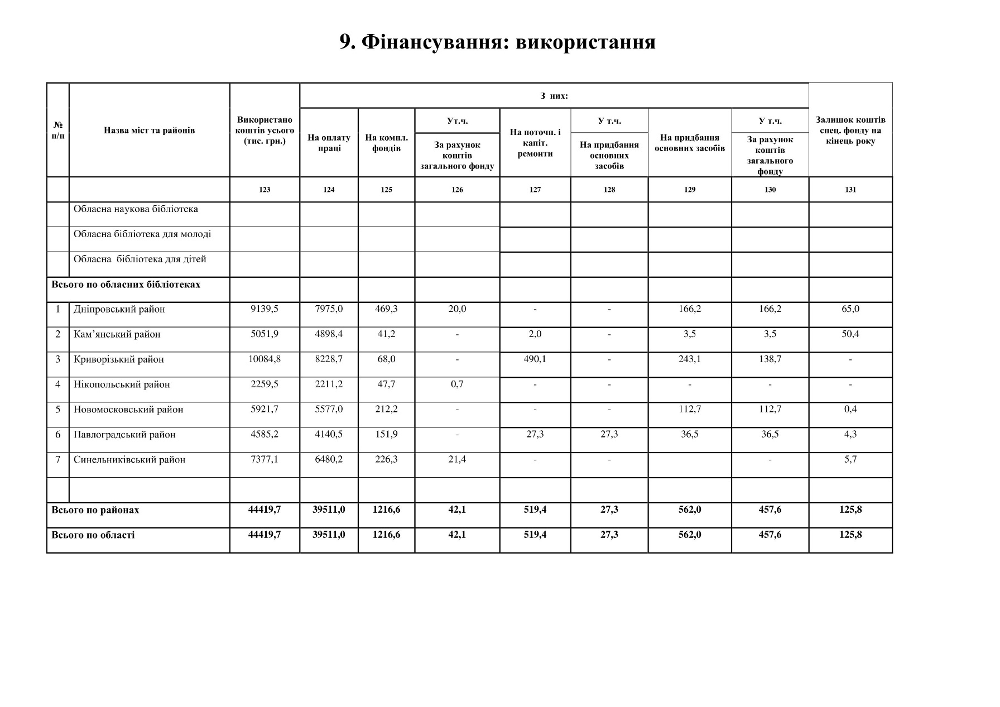 9. Фінансування: використання
№ п/п
Назва міст та районів
Використано коштів усього (тис. грн.)
З них:
На оплату праці
На компл. фондів
Ут.ч.
За рахунок коштів загального фонду
На поточн. і капіт. ремонти
У т.ч.
На придбання основних засобів
На придбання основних засобів
У т.ч.
За рахунок коштів загального фонду
Залишок коштів спец. фонду на кінець року
123 124 125 126 127 128 129 130 131
Обласна наукова бібліотека
Обласна бібліотека для молоді
Обласна бібліотека для дітей
Всього по обласних бібліотеках
1 Дніпровський район 9139,5 7975,0 469,3 20,0 - - 166,2 166,2 65,0
2 Кам’янський район 5051,9 4898,4 41,2 - 2,0 - 3,5 3,5 50,4
3 Криворізький район 10084,8 8228,7 68,0 - 490,1 - 243,1 138,7 -
4 Нікопольський район 2259,5 2211,2 47,7 0,7 - - - - -
5 Новомосковський район 5921,7 5577,0 212,2 - - - 112,7 112,7 0,4
6 Павлоградський район 4585,2 4140,5 151,9 - 27,3 27,3 36,5 36,5 4,3
7 Синельниківський район 7377,1 6480,2 226,3 21,4 - - - 5,7
Всього по районах 44419,7 39511,0 1216,6 42,1 519,4 27,3 562,0 457,6 125,8
Всього по області 44419,7 39511,0 1216,6 42,1 519,4 27,3 562,0 457,6 125,8